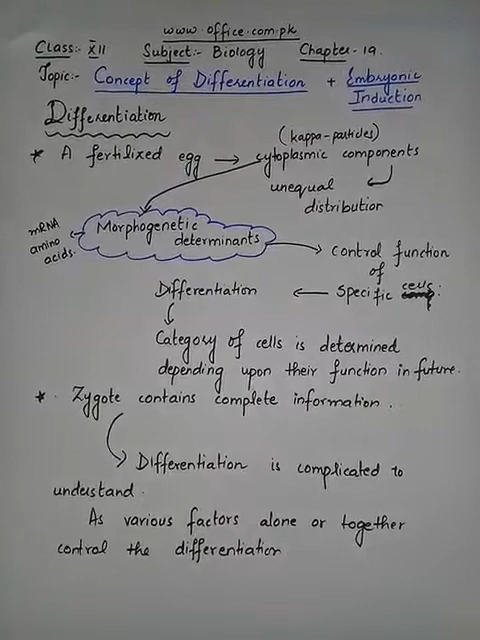 www.office.com.pk
Class:- XII Subject:- Biology Chapter-19.
Topic:- Concept of Differentiation + Embryonic
Induction
Differentiation
(kappa-particles)
* A fertilized egg → cytoplasmic components
unequal
distribution
Morphogenetic
determinants
mRNA
amino
acids.
control function
of
Specific cells:
Differentiation
Category of cells is determined
depending upon their function in future.
* Zygote contains complete information.
Differentiation is complicated to
understand.
As various factors alone or together
control the differentiation